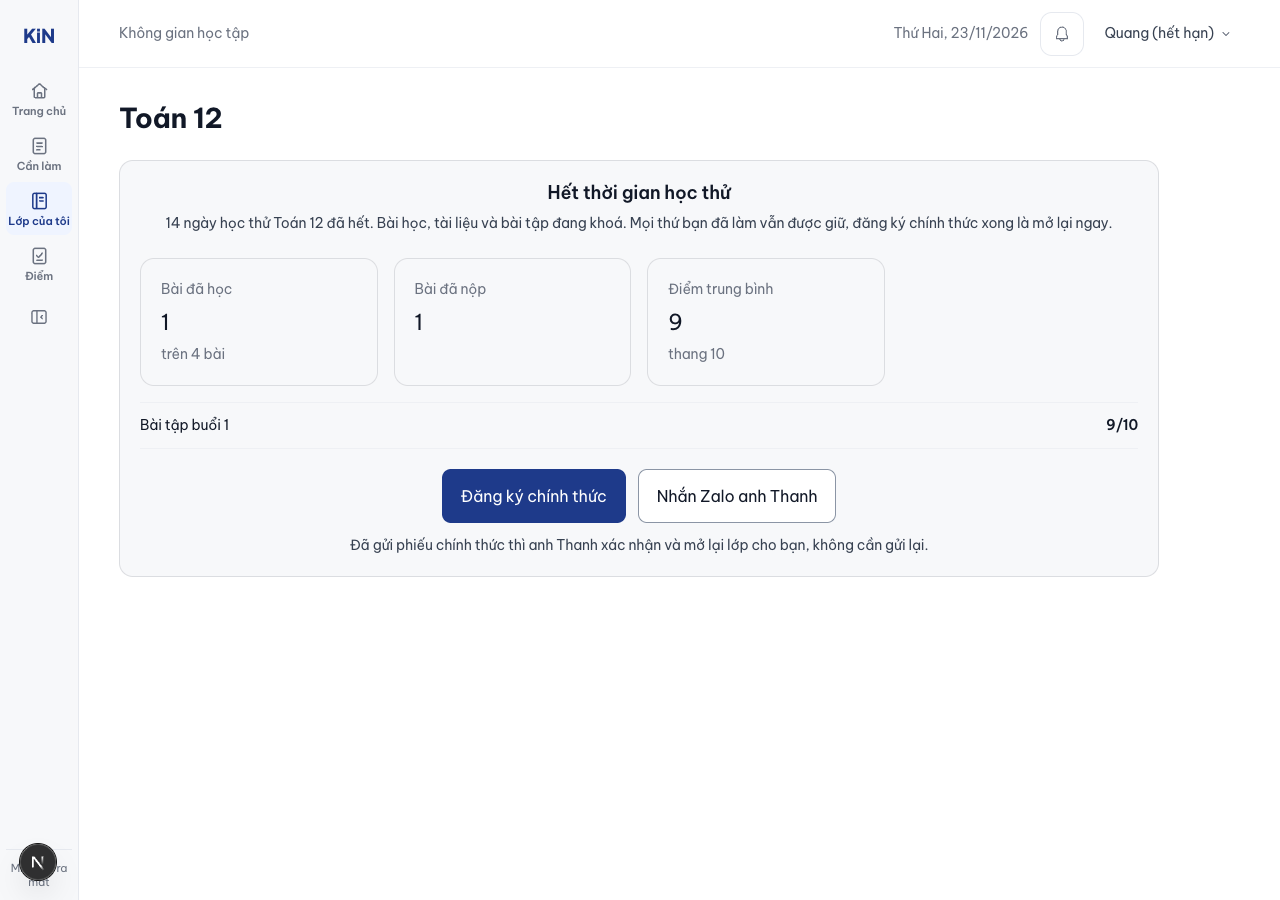 KiN
Không gian học tập
Thứ Hai, 23/11/2026
Quang (hết hạn)
Trang chủ
Cần làm
Lớp của tôi
Điểm
Toán 12
Hết thời gian học thử
14 ngày học thử Toán 12 đã hết. Bài học, tài liệu và bài tập đang khoá. Mọi thứ bạn đã làm vẫn được giữ, đăng ký chính thức xong là mở lại ngay.
Bài đã học
1
trên 4 bài
Bài đã nộp
1
Điểm trung bình
9
thang 10
Bài tập buổi 1
9/10
Đăng ký chính thức
Nhắn Zalo anh Thanh
Đã gửi phiếu chính thức thì anh Thanh xác nhận và mở lại lớp cho bạn, không cần gửi lại.
N
ra
mắt